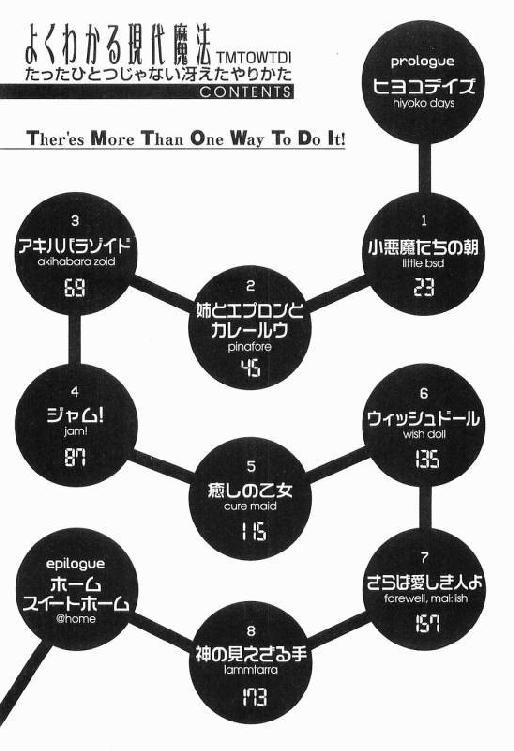 よくわかる現代魔法 TMTOWTDI
たったひとつじゃない冴えたやりかた
CONTENTS
Ther'es More Than One Way To Do It!
prologue
ヒヨコデイズ
hiyoko days
1
小悪魔たちの朝
little bsd
23
2
姉とエプロンと
カレールウ
pinafore
45
3
アキハバラゾイド
akihabara zoid
69
4
ジャム!
jam!
87
5
癒しの乙女
cure maid
115
6
ウィッシュドール
wish doll
135
7
さらば愛しき人よ
farewell, mal:ish
157
8
神の見えざる手
lammtarra
173
epilogue
ホーム
スイートホーム
@home